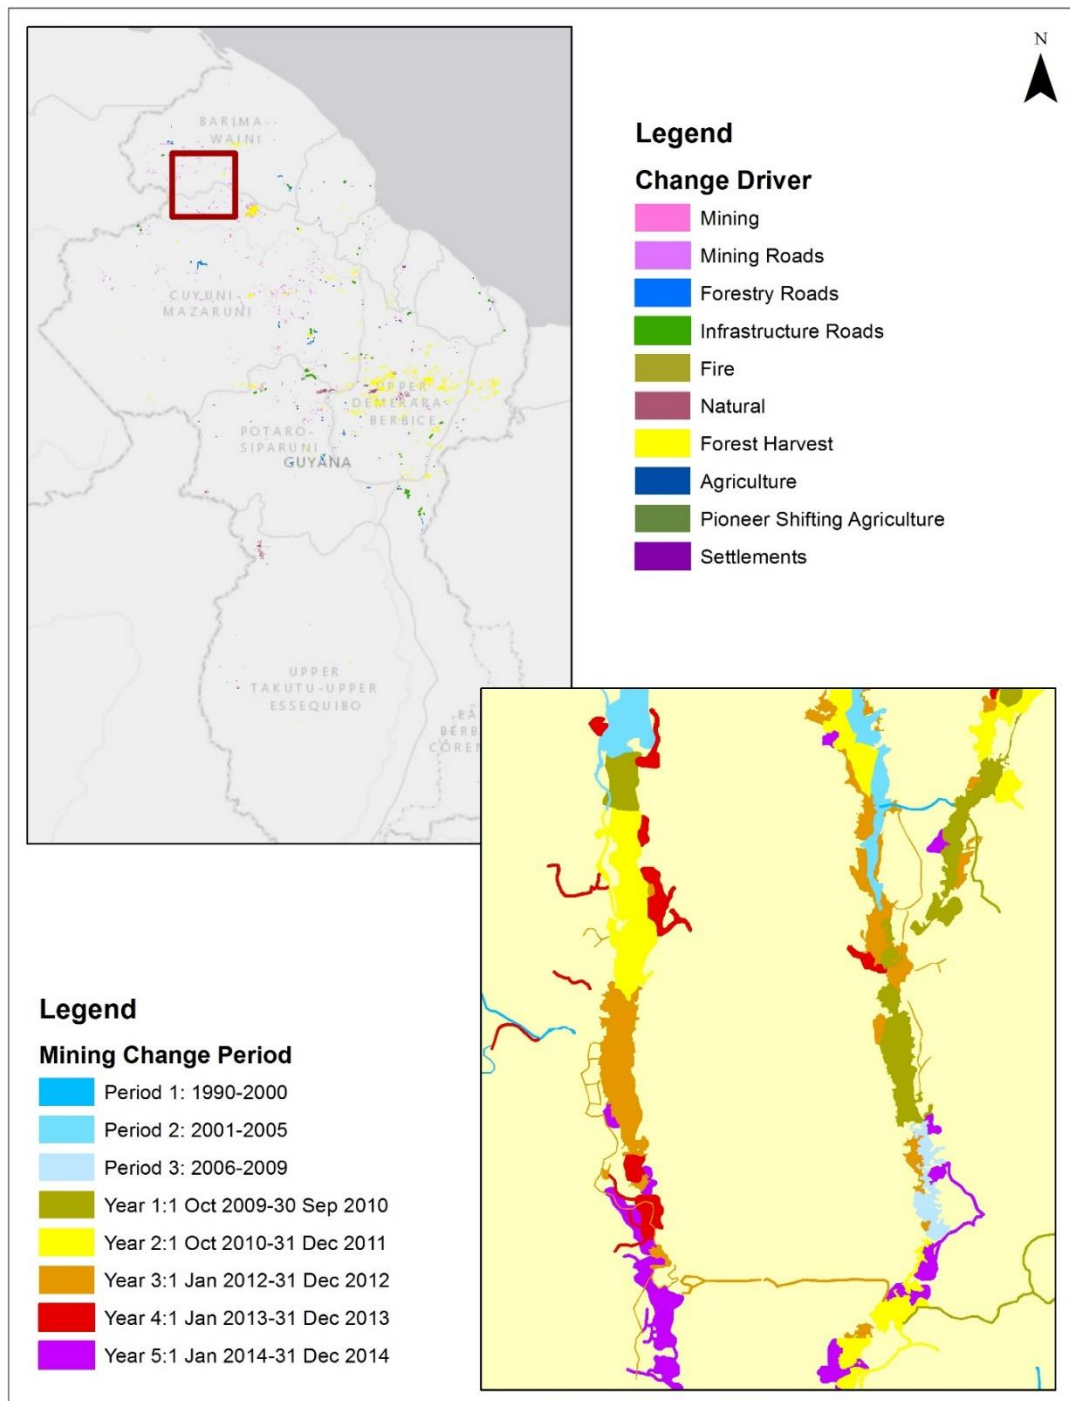 N
BARIMA-
WAINI
CUYUNI-
MAZARUNI
UPPER
DEMERARA-
BERBICE
POTARO-
SIPARUNI
GUYANA
UPPER
TAKUTU-UPPER
ESSEQUIBO
Legend
Change Driver
Mining
Mining Roads
Forestry Roads
Infrastructure Roads
Fire
Natural
Forest Harvest
Agriculture
Pioneer Shifting Agriculture
Settlements
Legend
Mining Change Period
Period 1: 1990-2000
Period 2: 2001-2005
Period 3: 2006-2009
Year 1:1 Oct 2009-30 Sep 2010
Year 2:1 Oct 2010-31 Dec 2011
Year 3:1 Jan 2012-31 Dec 2012
Year 4:1 Jan 2013-31 Dec 2013
Year 5:1 Jan 2014-31 Dec 2014